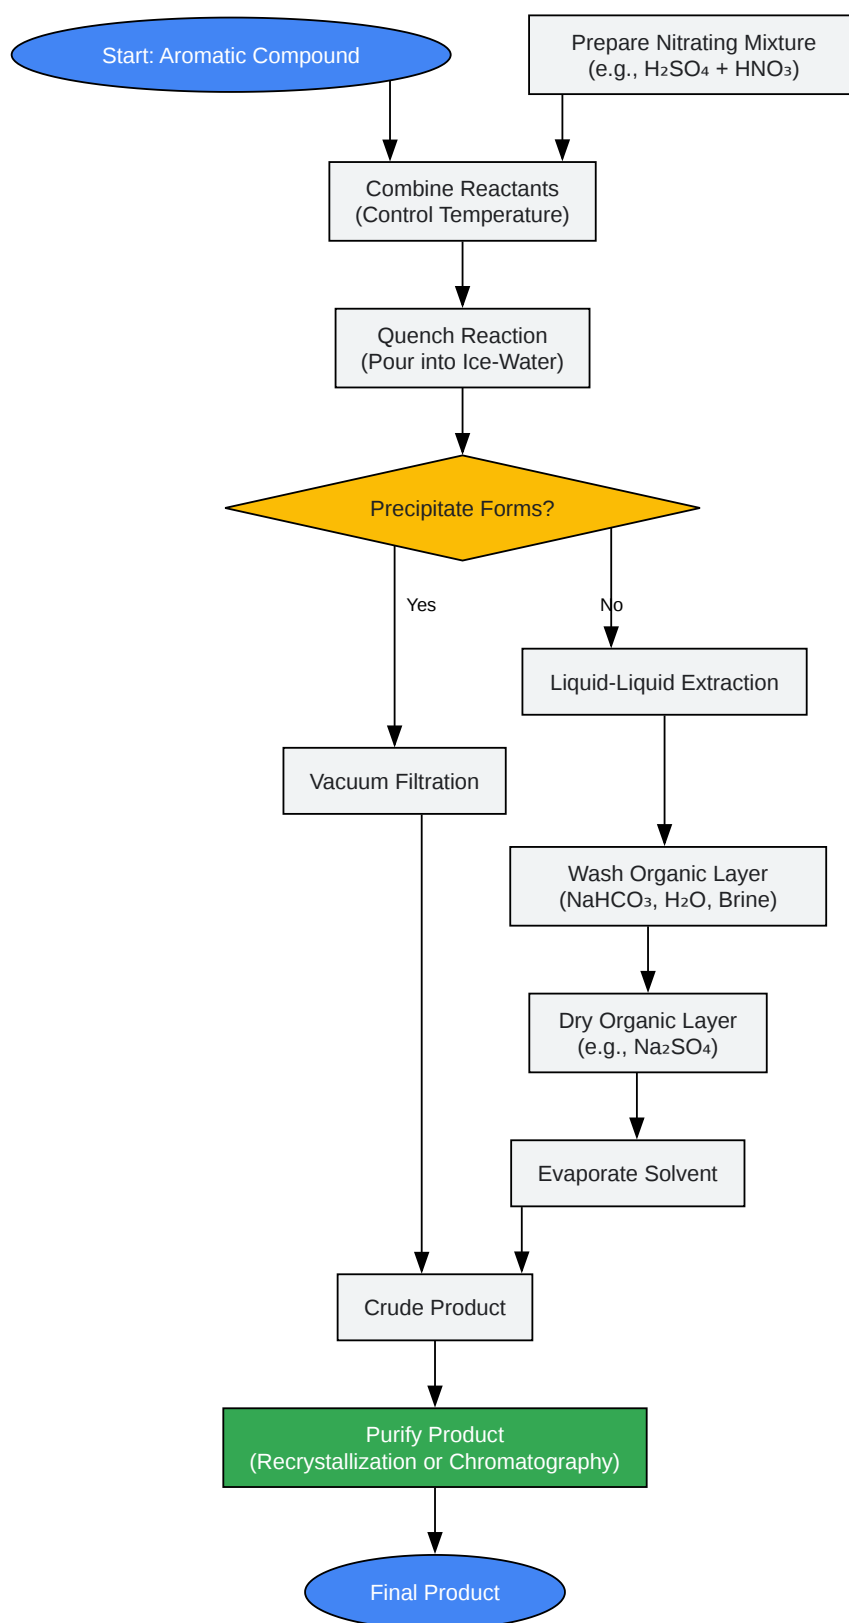 Start: Aromatic Compound
Prepare Nitrating Mixture
(e.g., H₂SO₄ + HNO₃)
Combine Reactants
(Control Temperature)
Quench Reaction
(Pour into Ice-Water)
Precipitate Forms?
Yes
No
Liquid-Liquid Extraction
Vacuum Filtration
Wash Organic Layer
(NaHCO₃, H₂O, Brine)
Dry Organic Layer
(e.g., Na₂SO₄)
Evaporate Solvent
Crude Product
Purify Product
(Recrystallization or Chromatography)
Final Product